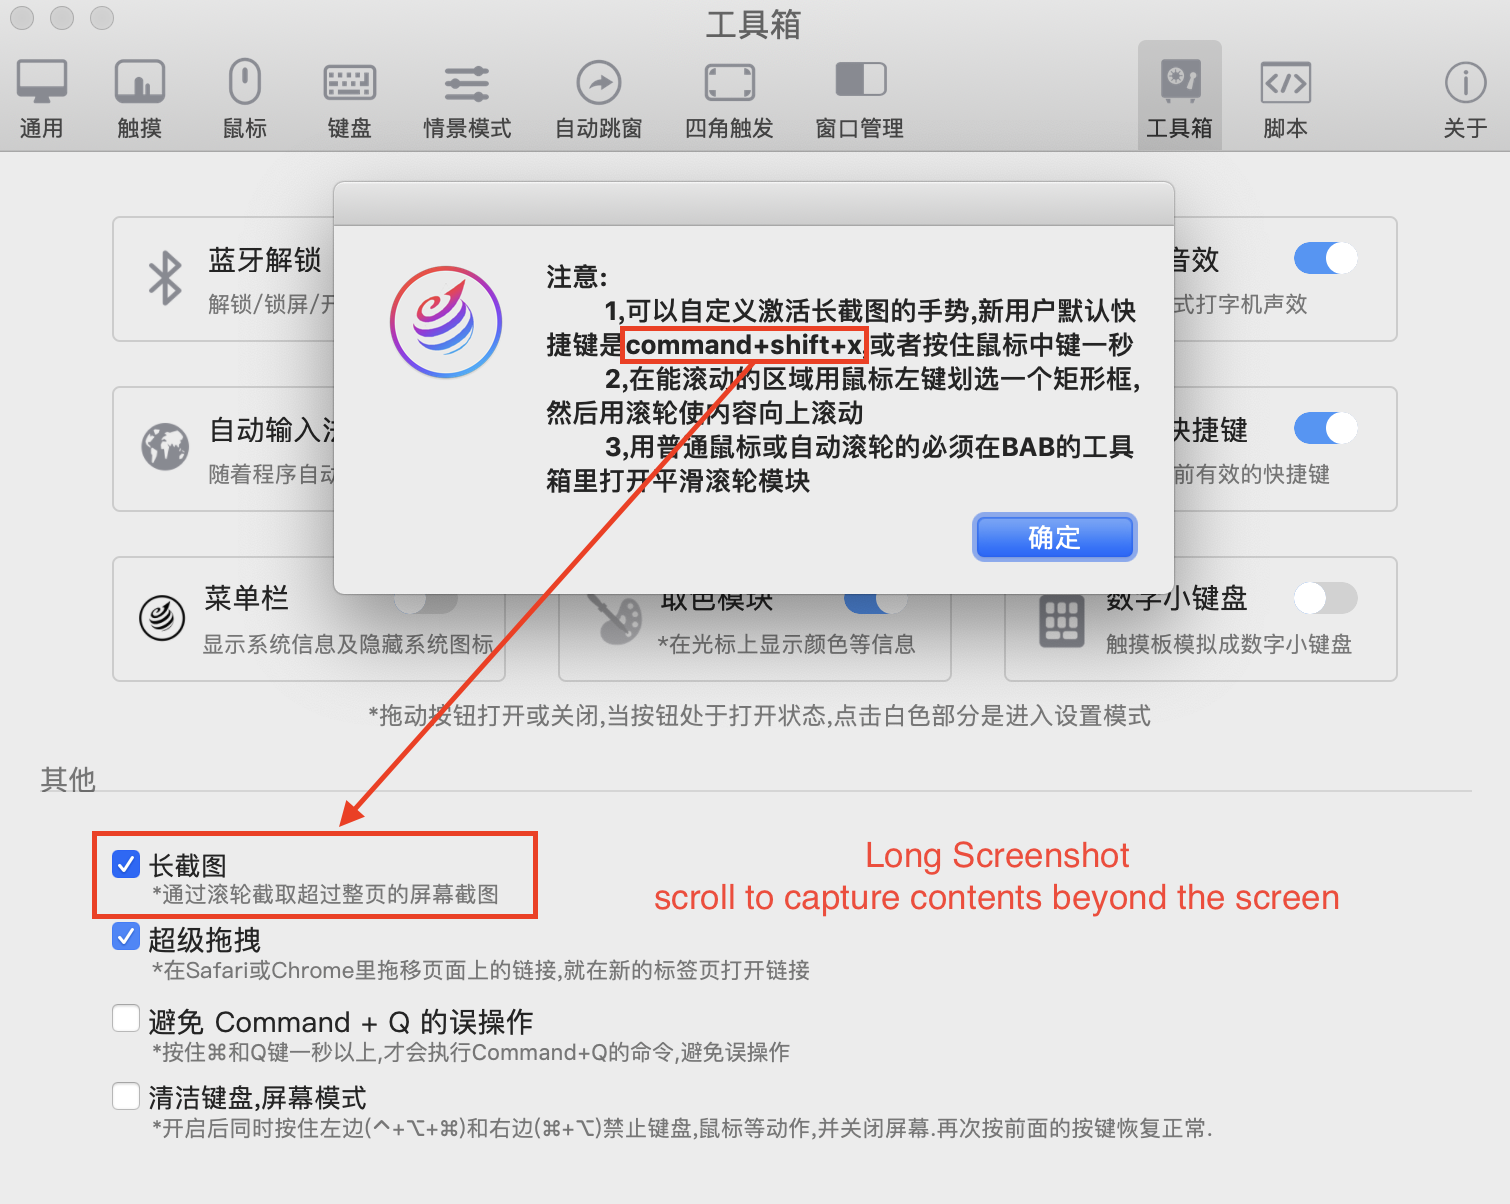 工具箱
通用 触摸 鼠标 键盘 情景模式 自动跳窗 四角触发 窗口管理 工具箱 脚本 关于
蓝牙解锁
解锁/锁屏/开
音效
式打字机声效
注意:
1,可以自定义激活长截图的手势,新用户默认快
捷键是command+shift+x,或者按住鼠标中键一秒
2,在能滚动的区域用鼠标左键划选一个矩形框,
然后用滚轮使内容向上滚动
3,用普通鼠标或自动滚轮的必须在BAB的工具
箱里打开平滑滚轮模块
确定
自动输入法
随着程序自动
快捷键
前有效的快捷键
菜单栏
显示系统信息及隐藏系统图标
取色模块
*在光标上显示颜色等信息
数字小键盘
触摸板模拟成数字小键盘
*拖动按钮打开或关闭,当按钮处于打开状态,点击白色部分是进入设置模式
其他
长截图
*通过滚轮截取超过整页的屏幕截图
Long Screenshot
scroll to capture contents beyond the screen
超级拖拽
*在Safari或Chrome里拖移页面上的链接,就在新的标签页打开链接
避免 Command + Q 的误操作
*按住⌘和Q键一秒以上,才会执行Command+Q的命令,避免误操作
清洁键盘,屏幕模式
*开启后同时按住左边(^+⌥+⌘)和右边(⌘+⌥)禁止键盘,鼠标等动作,并关闭屏幕.再次按前面的按键恢复正常.